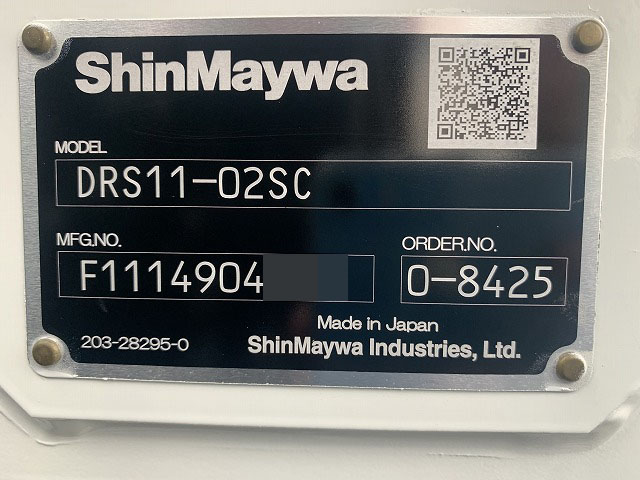 ShinMaywa
MODEL
DRS11-02SC
MFG.NO.
F1114904
ORDER.NO.
0-8425
Made in Japan
203-28295-0
ShinMaywa Industries, Ltd.